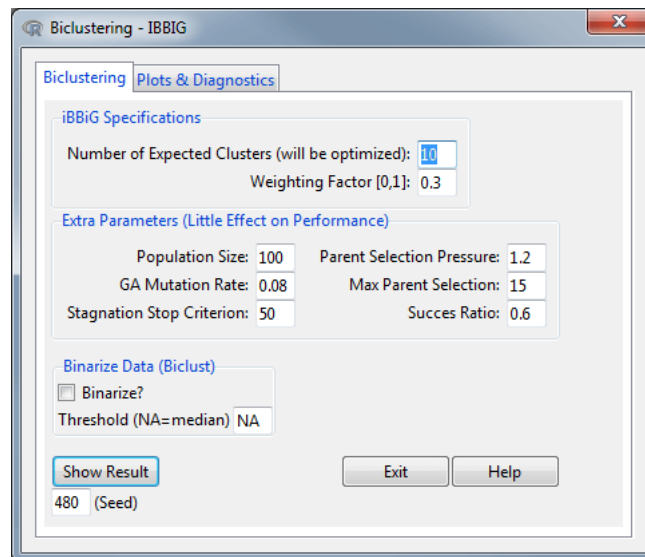 Biclustering - IBBIG
Biclustering Plots & Diagnostics
iBBiG Specifications
Number of Expected Clusters (will be optimized): 10
Weighting Factor [0,1]: 0.3
Extra Parameters (Little Effect on Performance)
Population Size: 100 Parent Selection Pressure: 1.2
GA Mutation Rate: 0.08 Max Parent Selection: 15
Stagnation Stop Criterion: 50 Succes Ratio: 0.6
Binarize Data (Biclust)
Binarize?
Threshold (NA=median) NA
Show Result Exit Help
480 (Seed)